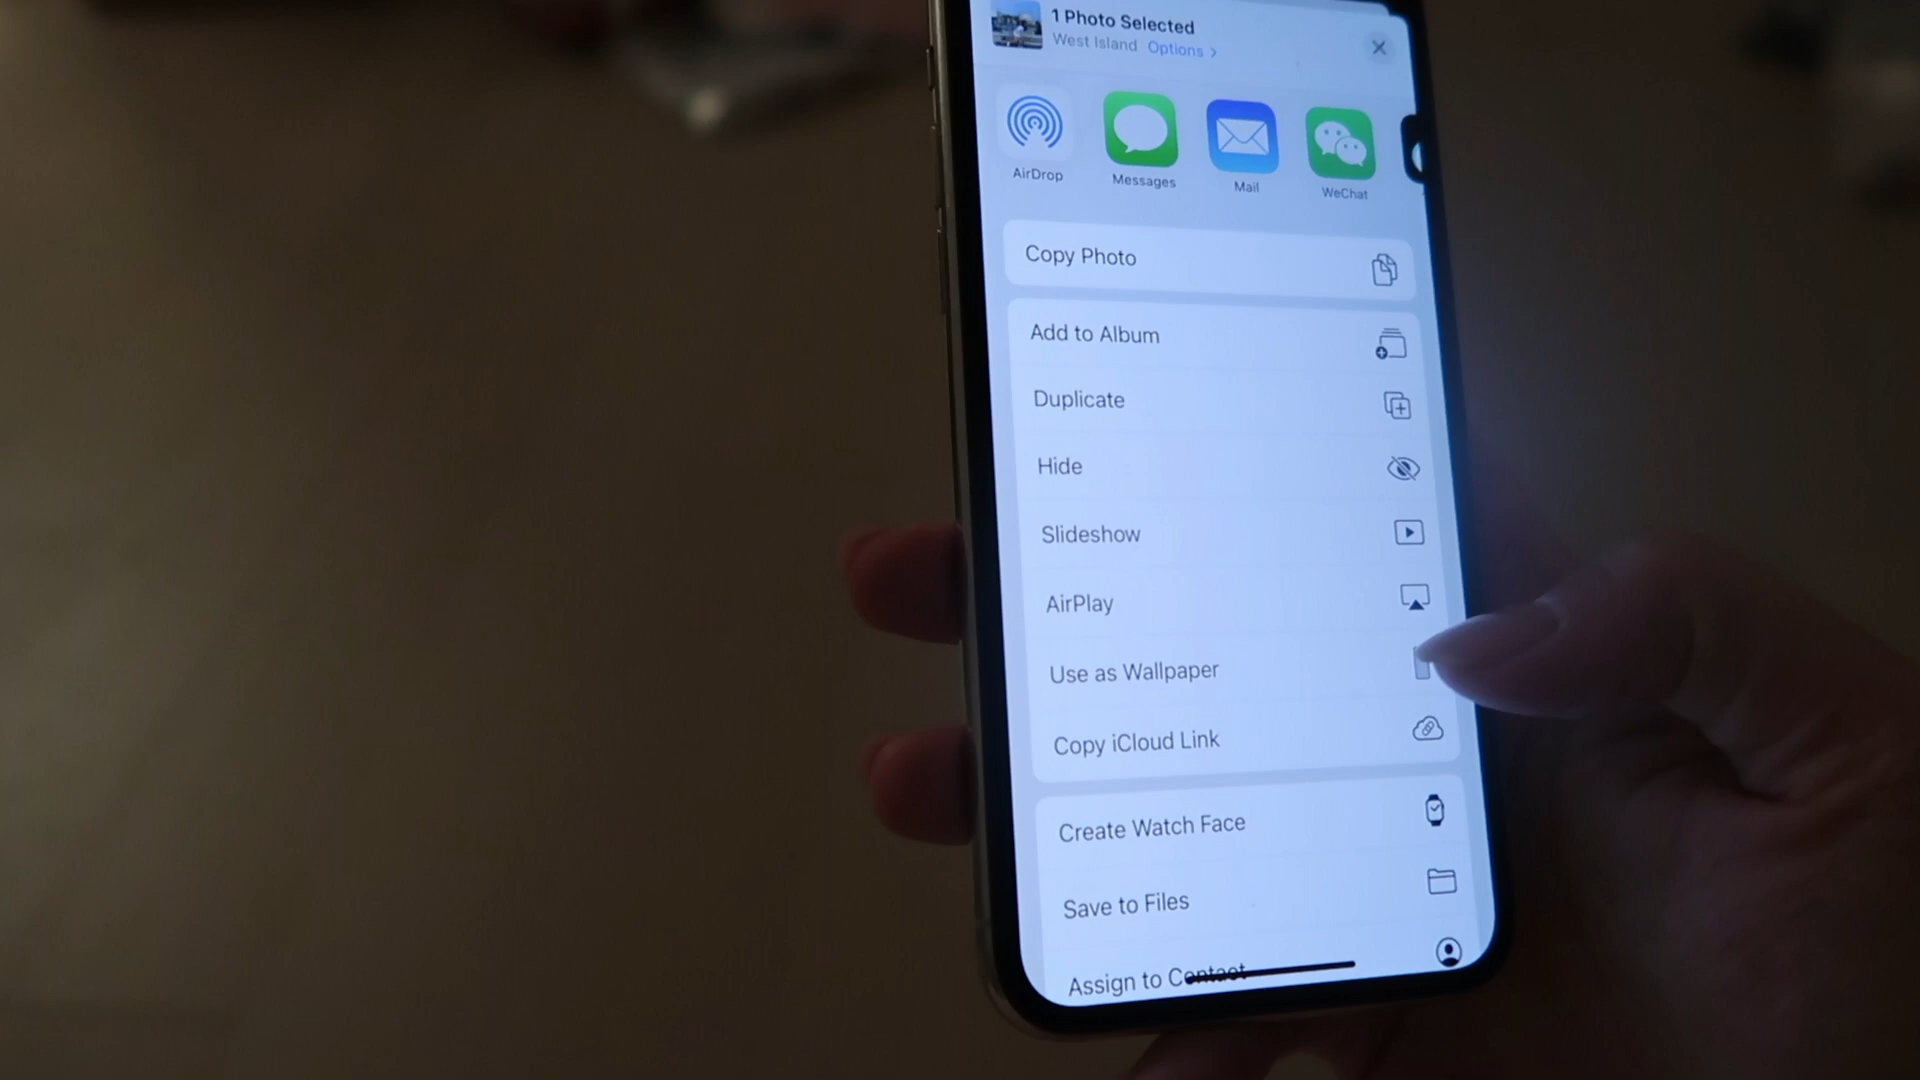 1 Photo Selected
West Island Options >
AirDrop Messages Mail WeChat
Copy Photo
Add to Album
Duplicate
Hide
Slideshow
AirPlay
Use as Wallpaper
Copy iCloud Link
Create Watch Face
Save to Files
Assign to Contact